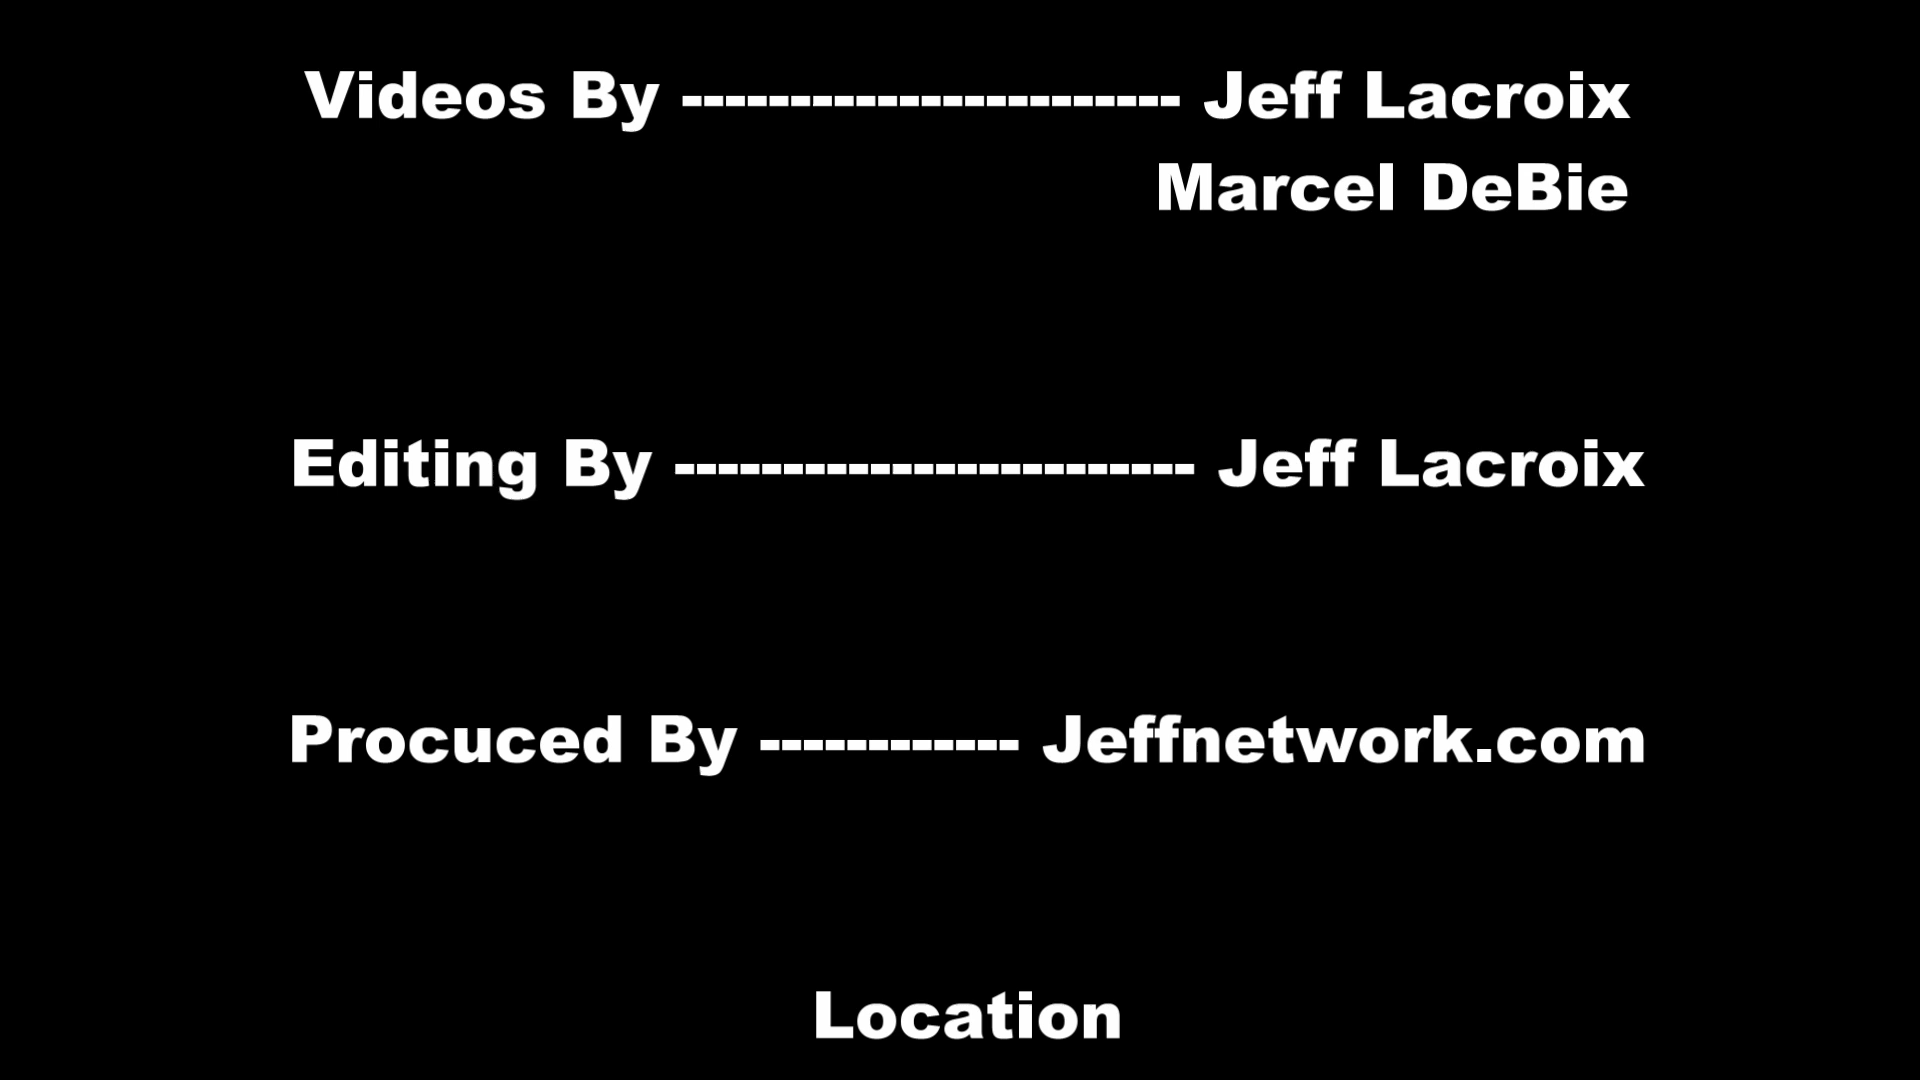 Videos By ----------------------- Jeff Lacroix
Marcel DeBie
Editing By ------------------------ Jeff Lacroix
Procuced By ------------ Jeffnetwork.com
Location